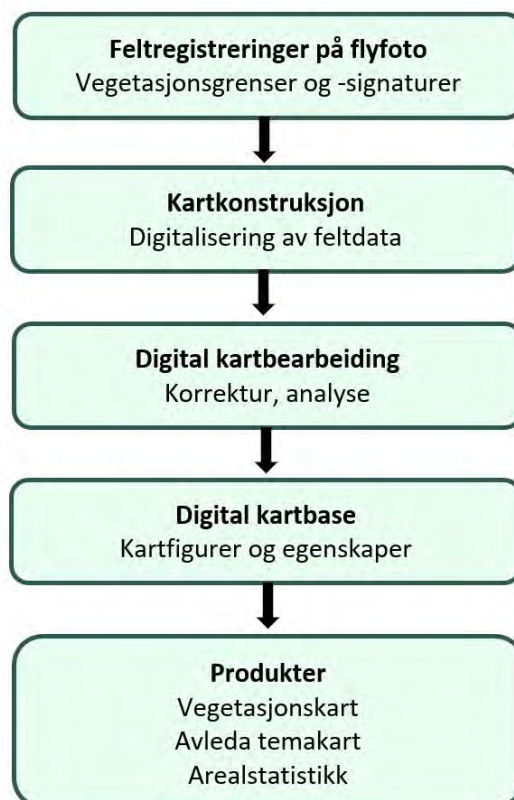 Feltregistreringer på flyfoto
Vegetasjonsgrenser og -signaturer
Kartkonstruksjon
Digitalisering av feltdata
Digital kartbearbeiding
Korrektur, analyse
Digital kartbase
Kartfigurer og egenskaper
Produkter
Vegetasjonskart
Avleda temakart
Arealstatistikk